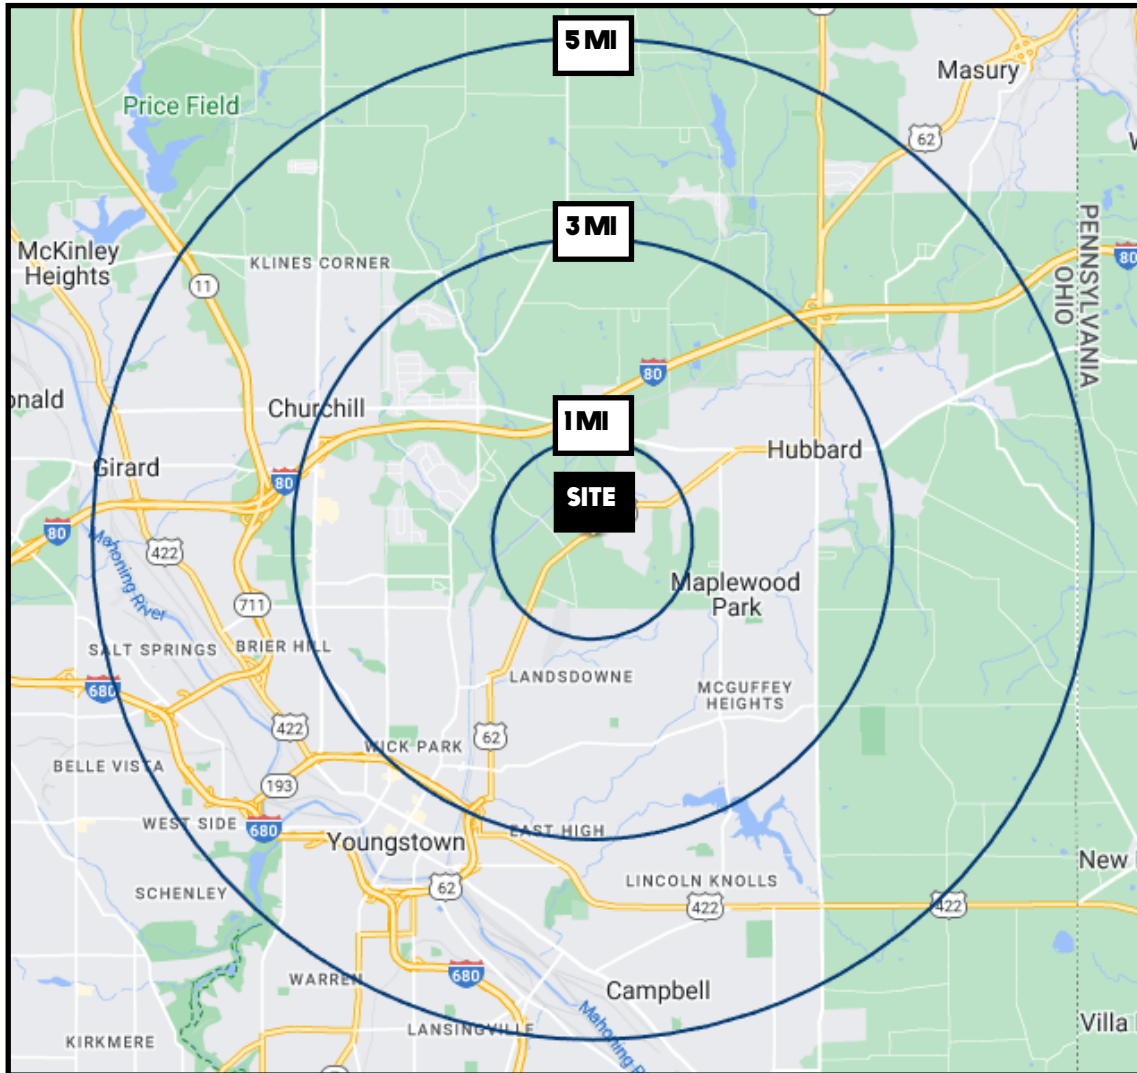 5 MI
Masury
Price Field
62
3 MI
PENNSYLVANIA
OHIO
McKinley
Heights
KLINES CORNER
80
11
80
onald
Churchill
1 MI
Hubbard
Girard
80
SITE
80
422
Mahoning River
Maplewood
Park
711
SALT SPRINGS
BRIER HILL
LANDSDOWNE
680
MCGUFFEY
HEIGHTS
422
62
WICK PARK
BELLE VISTA
193
WEST SIDE
680
EAST HIGH
Youngstown
New
62
LINCOLN KNOLLS
SCHENLEY
422
422
WARREN
680
Campbell
Mahoning
LANSINGVILLE
Villa
KIRKMERE